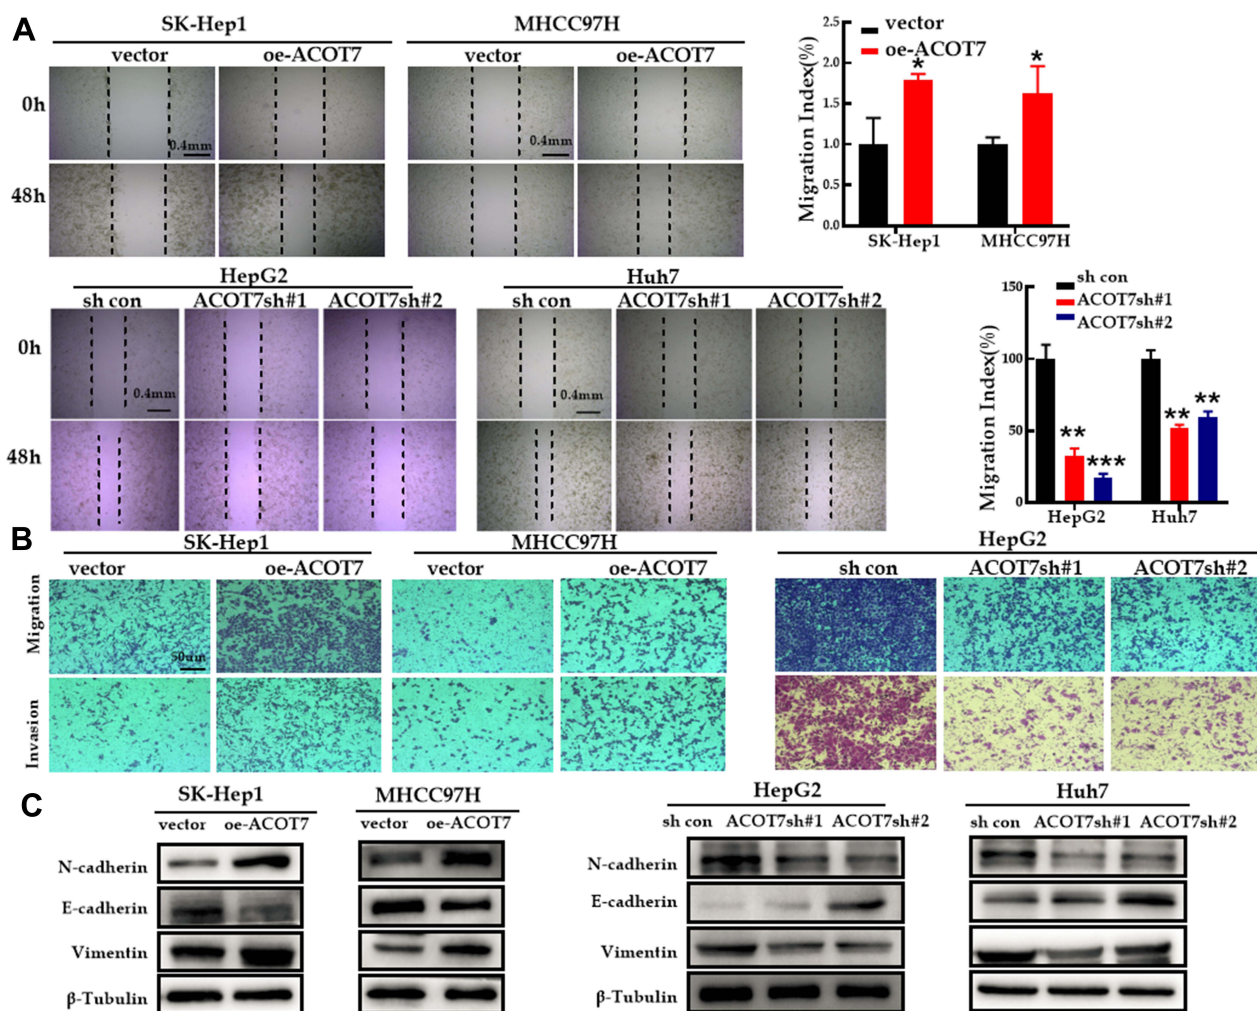 A
SK-Hep1
MHCC97H
vector
oe-ACOT7
vector
oe-ACOT7
0h
0.4mm
0.4mm
48h
Migration Index(%)
2.5
2.0
1.5
1.0
0.5
0.0
vector
oe-ACOT7
*
*
SK-Hep1
MHCC97H
HepG2
Huh7
sh con
ACOT7sh#1
ACOT7sh#2
sh con
ACOT7sh#1
ACOT7sh#2
0h
0.4mm
0.4mm
48h
Migration Index(%)
150
100
50
0
sh con
ACOT7sh#1
ACOT7sh#2
**
***
**
**
HepG2
Huh7
B
SK-Hep1
MHCC97H
HepG2
vector
oe-ACOT7
vector
oe-ACOT7
sh con
ACOT7sh#1
ACOT7sh#2
Migration
50um
Invasion
C
SK-Hep1
MHCC97H
HepG2
Huh7
vector
oe-ACOT7
vector
oe-ACOT7
sh con
ACOT7sh#1
ACOT7sh#2
sh con
ACOT7sh#1
ACOT7sh#2
N-cadherin
E-cadherin
Vimentin
β-Tubulin
N-cadherin
E-cadherin
Vimentin
β-Tubulin